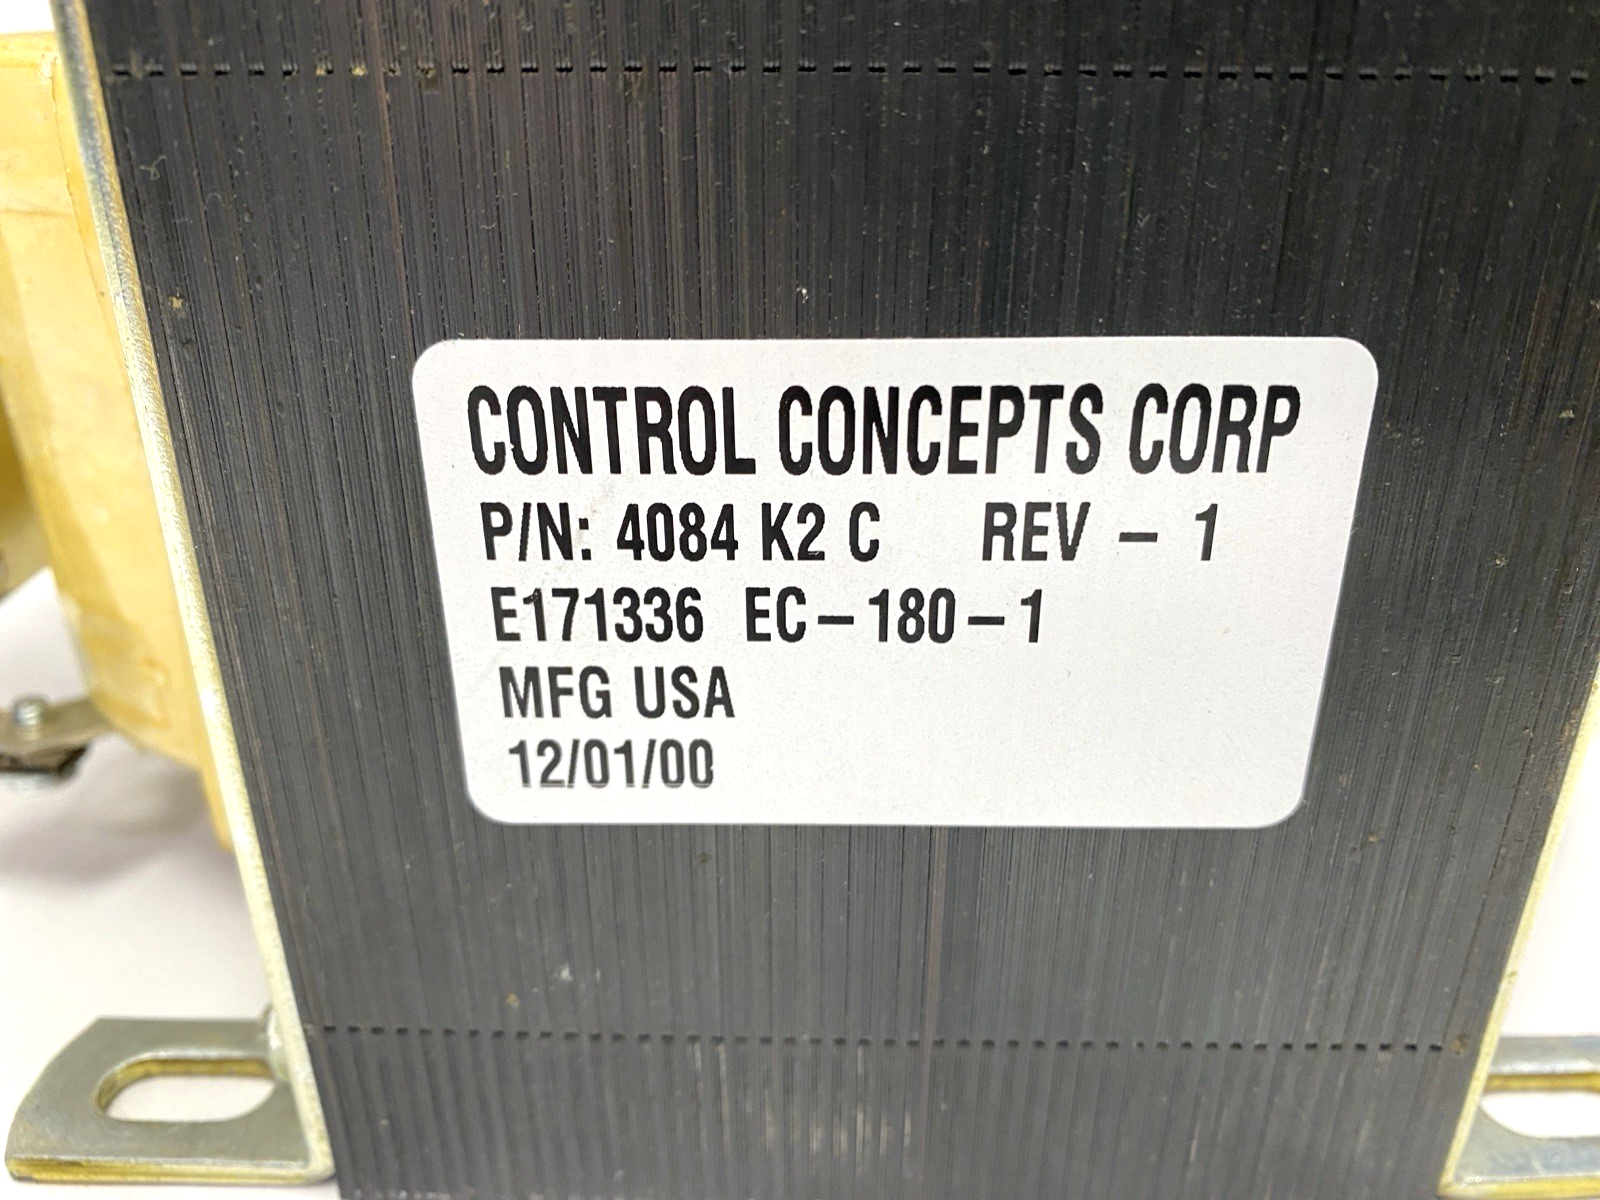 CONTROL CONCEPTS CORP
P/N: 4084 K2 C REV - 1
E171336 EC-180-1
MFG USA
12/01/00